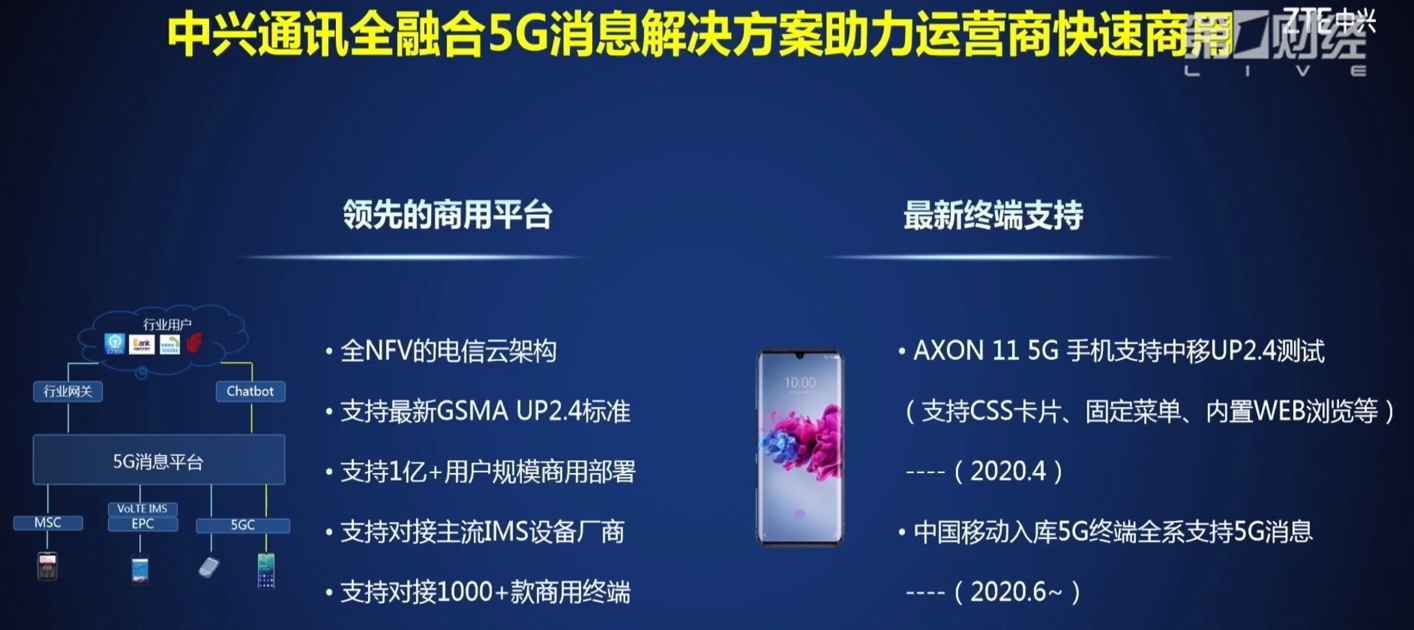 中兴通讯全融合5G消息解决方案助力运营商快速商用
ZTE中兴
第一财经
LIVE
领先的商用平台
最新终端支持
行业用户
行业网关
Chatbot
5G消息平台
MSC
VoLTE IMS
EPC
5GC
• 全NFV的电信云架构
• 支持最新GSMA UP2.4标准
• 支持1亿+用户规模商用部署
• 支持对接主流IMS设备厂商
• 支持对接1000+款商用终端
10:00
• AXON 11 5G 手机支持中移UP2.4测试
（支持CSS卡片、固定菜单、内置WEB浏览等）
----（2020.4）
• 中国移动入库5G终端全系支持5G消息
----（2020.6~）